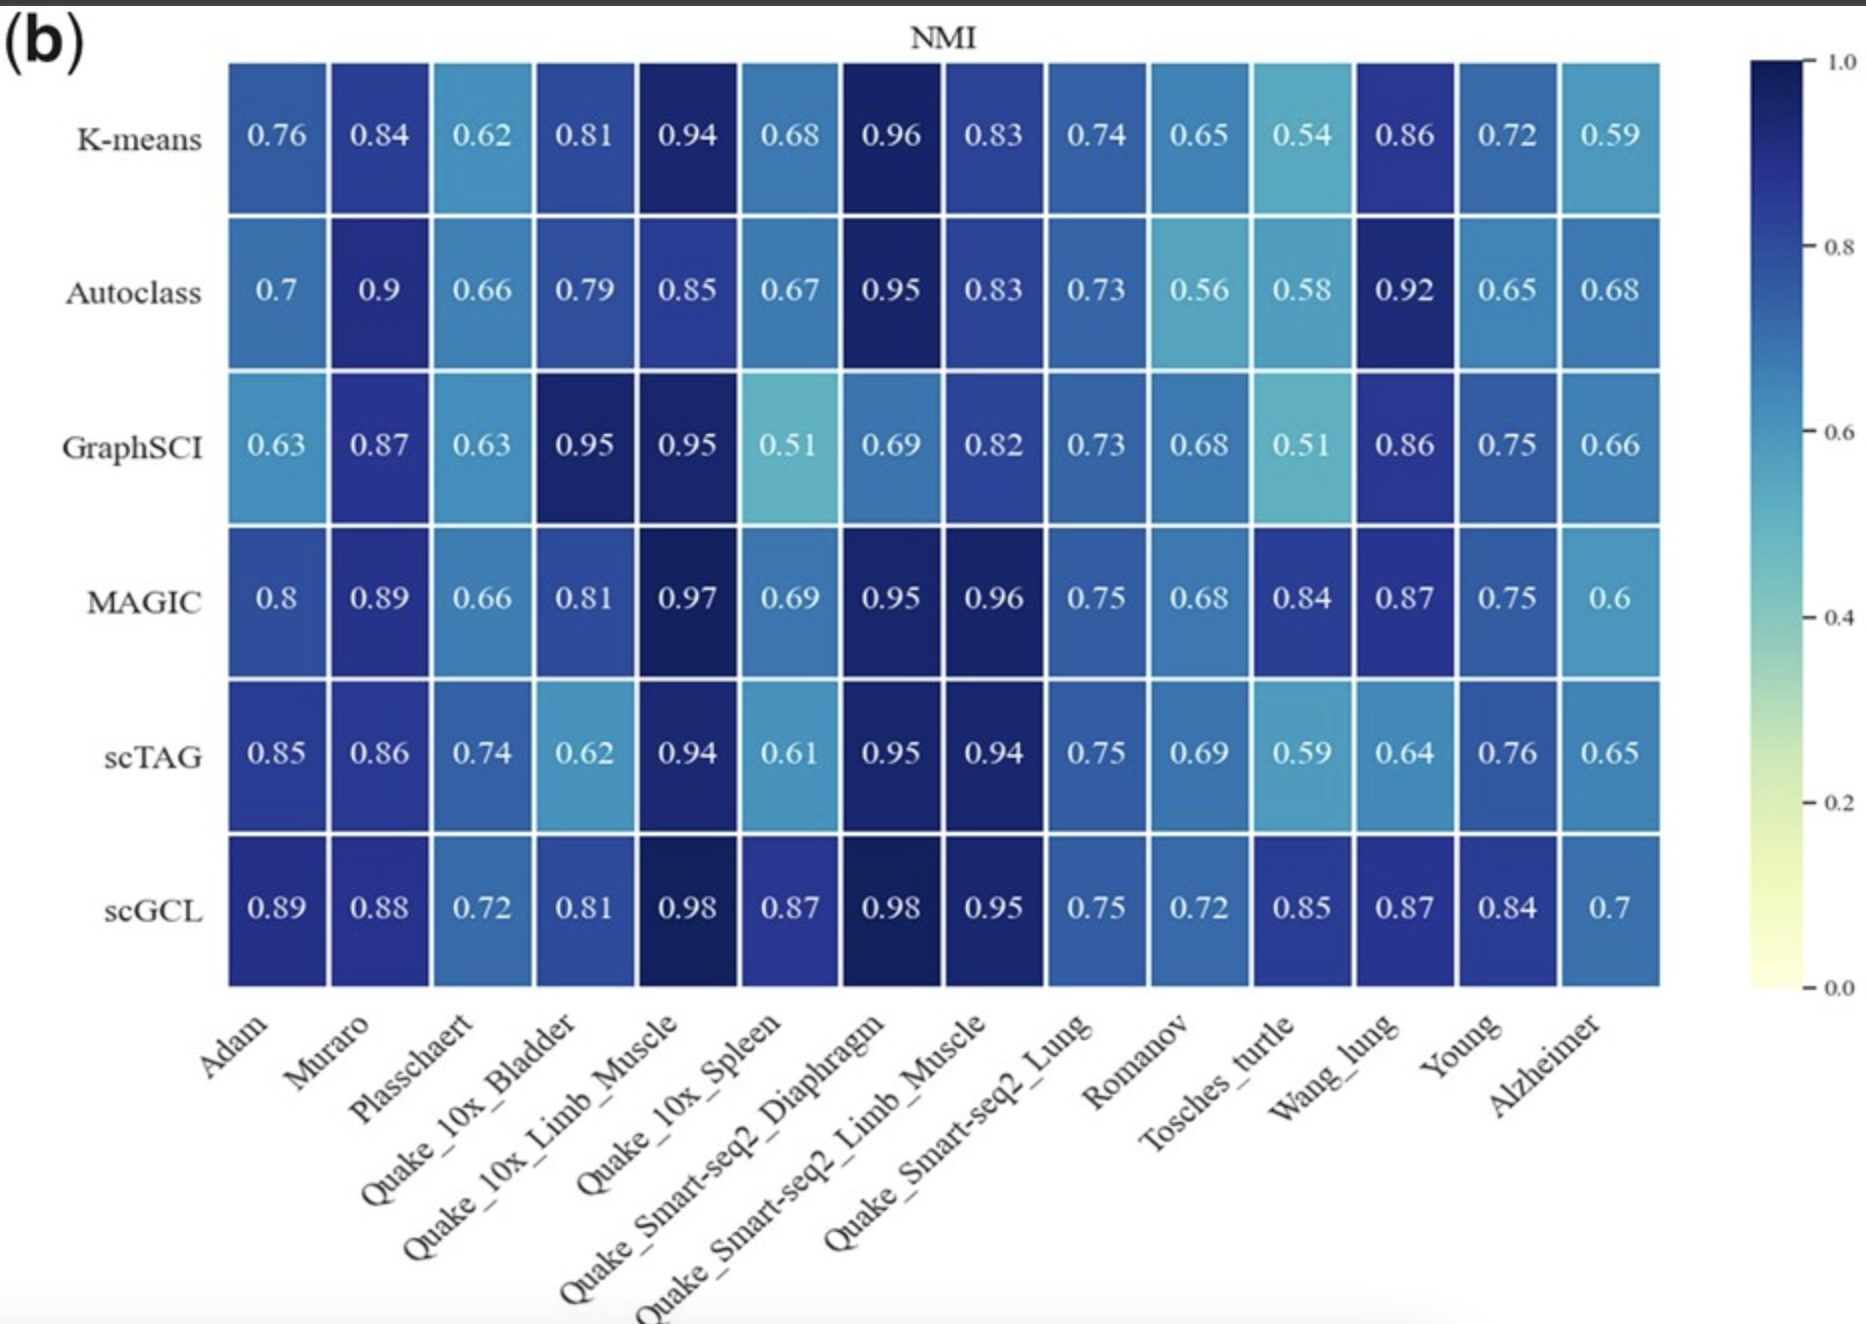 (b)
NMI
K-means 0.76 0.84 0.62 0.81 0.94 0.68 0.96 0.83 0.74 0.65 0.54 0.86 0.72 0.59
Autoclass 0.7 0.9 0.66 0.79 0.85 0.67 0.95 0.83 0.73 0.56 0.58 0.92 0.65 0.68
GraphSCI 0.63 0.87 0.63 0.95 0.95 0.51 0.69 0.82 0.73 0.68 0.51 0.86 0.75 0.66
MAGIC 0.8 0.89 0.66 0.81 0.97 0.69 0.95 0.96 0.75 0.68 0.84 0.87 0.75 0.6
scTAG 0.85 0.86 0.74 0.62 0.94 0.61 0.95 0.94 0.75 0.69 0.59 0.64 0.76 0.65
scGCL 0.89 0.88 0.72 0.81 0.98 0.87 0.98 0.95 0.75 0.72 0.85 0.87 0.84 0.7
Adam
Muraro
Plasschaert
Quake_10x_Bladder
Quake_10x_Limb_Muscle
Quake_10x_Spleen
Quake_Smart-seq2_Diaphragm
Quake_Smart-seq2_Limb_Muscle
Quake_Smart-seq2_Lung
Romanov
Tosches_turtle
Wang_lung
Young
Alzheimer
1.0
0.8
0.6
0.4
0.2
0.0